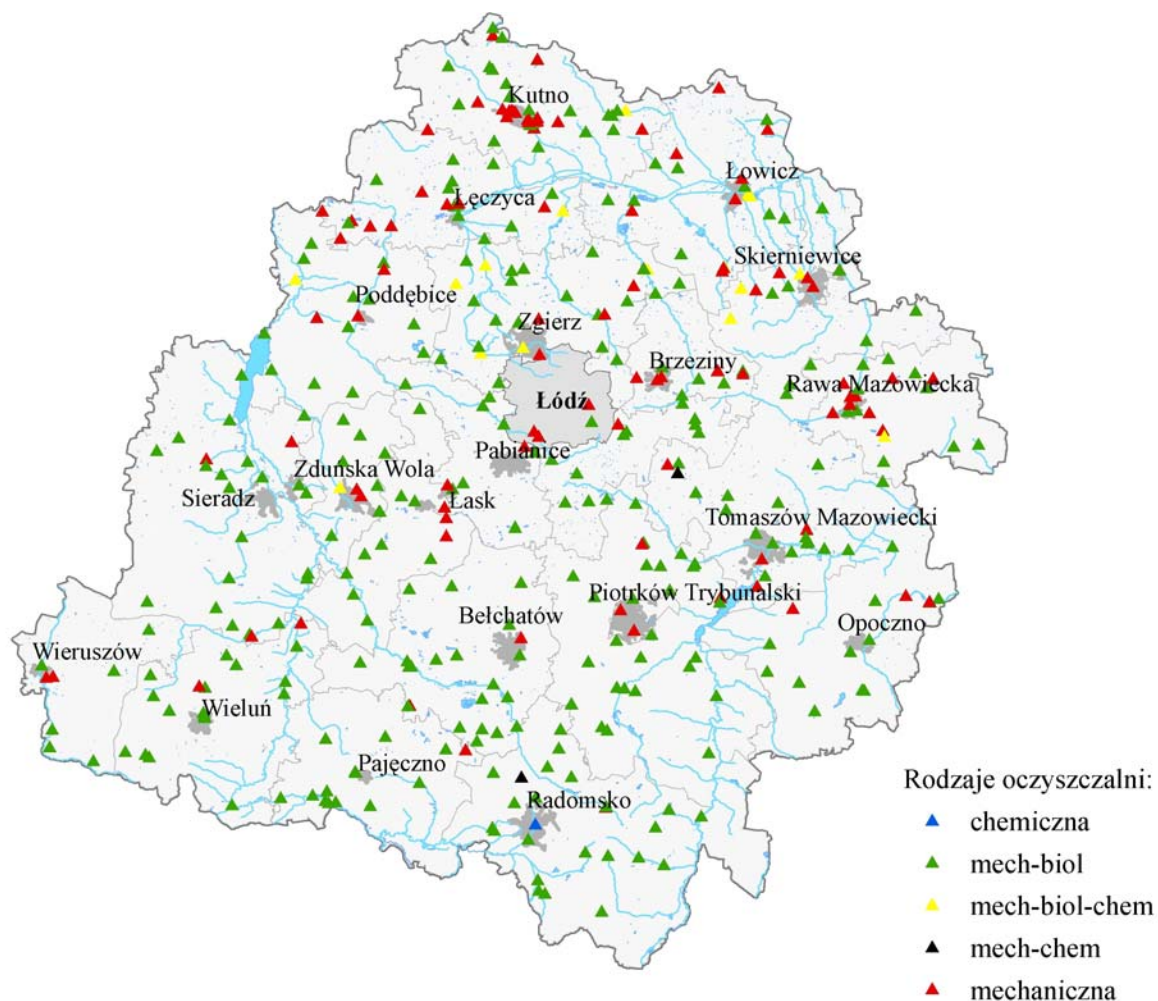 Kutno
Łowicz
Łęczyca
Skierniewice
Poddębice
Zgierz
Brzeziny
Rawa Mazowiecka
Łódź
Pabianice
Zduńska Wola
Sieradz
Łask
Tomaszów Mazowiecki
Piotrków Trybunalski
Bełchatów
Opoczno
Wieruszów
Wieluń
Pajęczno
Radomsko
Rodzaje oczyszczalni:
chemiczna
mech-biol
mech-biol-chem
mech-chem
mechaniczna